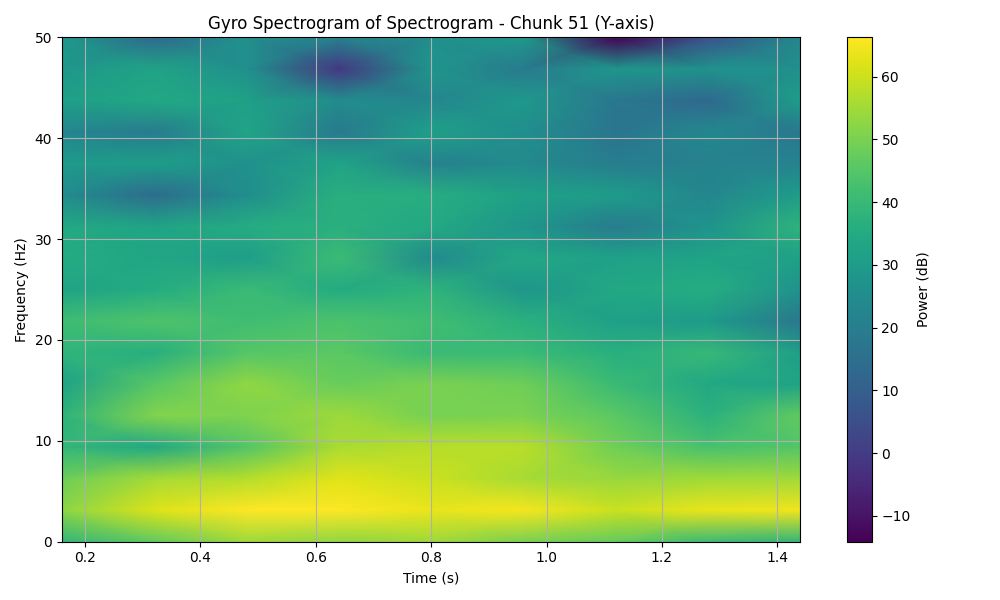 Gyro Spectrogram of Spectrogram - Chunk 51 (Y-axis)
50
40
30
20
10
0
Frequency (Hz)
0.2 0.4 0.6 0.8 1.0 1.2 1.4
Time (s)
60
50
40
30
20
10
0
−10
Power (dB)